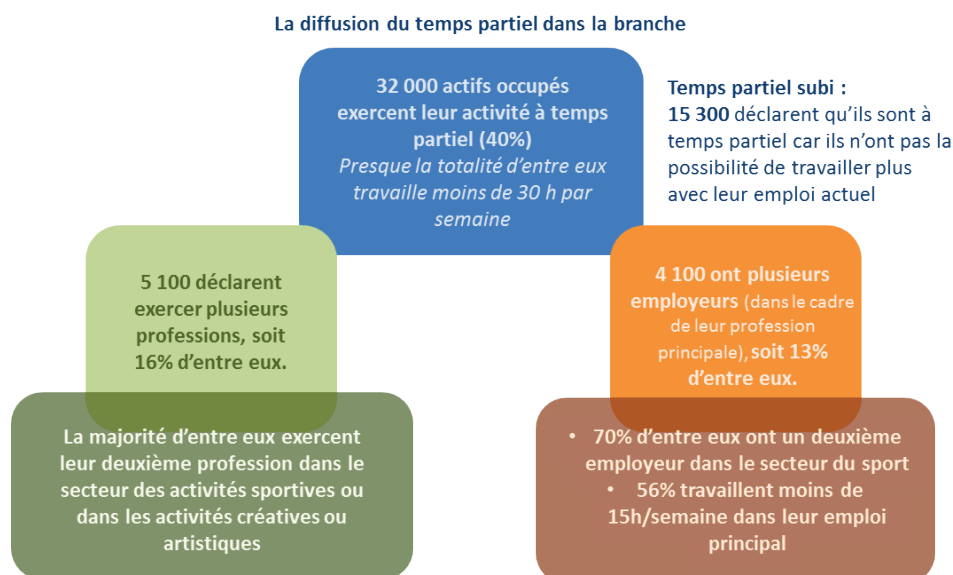 La diffusion du temps partiel dans la branche
32 000 actifs occupés
exercent leur activité à temps
partiel (40%)
Presque la totalité d'entre eux
travaille moins de 30 h par
semaine
Temps partiel subi :
15 300 déclarent qu'ils sont à
temps partiel car ils n'ont pas la
possibilité de travailler plus
avec leur emploi actuel
5 100 déclarent
exercer plusieurs
professions, soit
16% d'entre eux.
4 100 ont plusieurs
employeurs (dans le cadre
de leur profession
principale), soit 13%
d'entre eux.
La majorité d'entre eux exercent
leur deuxième profession dans le
secteur des activités sportives ou
dans les activités créatives ou
artistiques
• 70% d'entre eux ont un deuxième
employeur dans le secteur du sport
• 56% travaillent moins de
15h/semaine dans leur emploi
principal